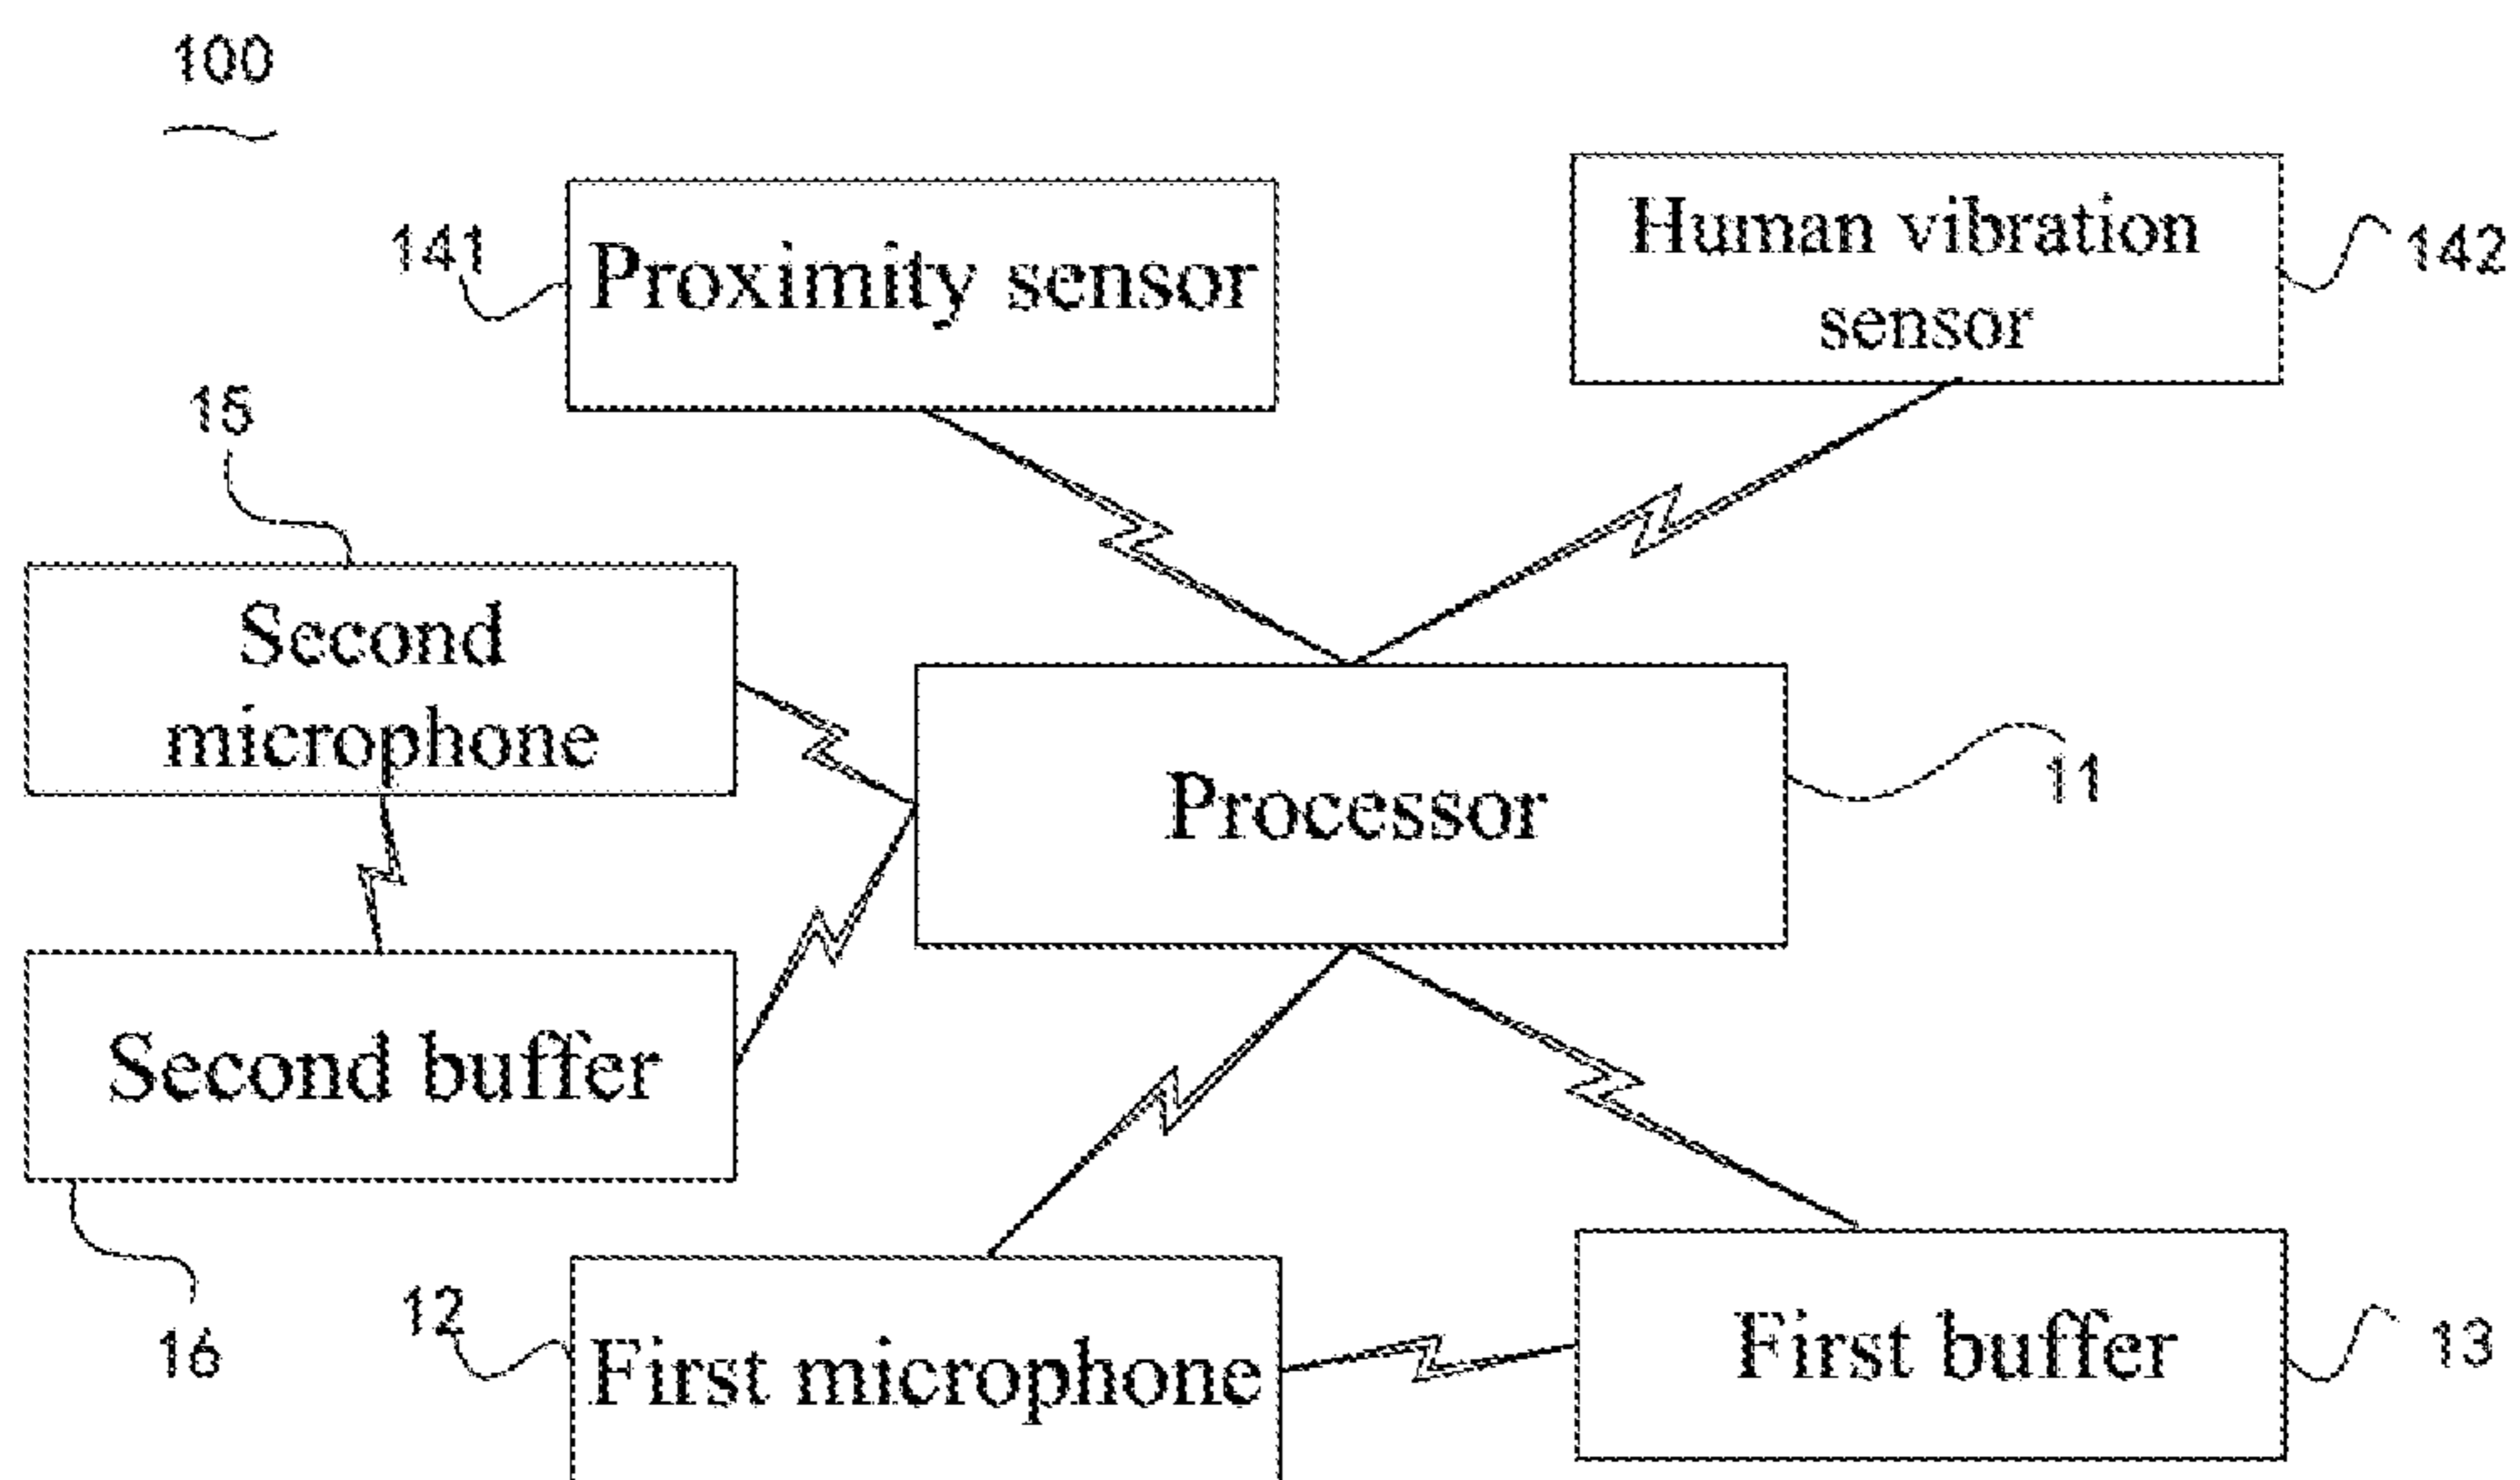 100
141
Proximity sensor
Human vibration
sensor
142
15
Second
microphone
Processor
11
Second buffer
16
12
First microphone
First buffer
13